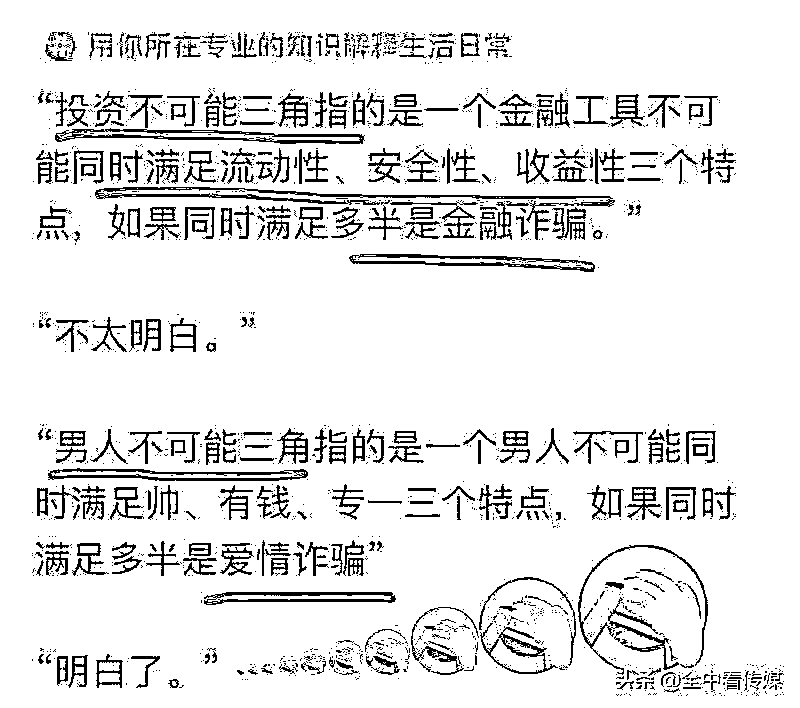 用你所在专业的知识解释生活日常
“投资不可能三角指的是一个金融工具不可
能同时满足流动性、安全性、收益性三个特
点，如果同时满足多半是金融诈骗。”
“不太明白。”
“男人不可能三角指的是一个男人不可能同
时满足帅、有钱、专一三个特点，如果同时
满足多半是爱情诈骗”
“明白了。”
头条 @全中看传媒